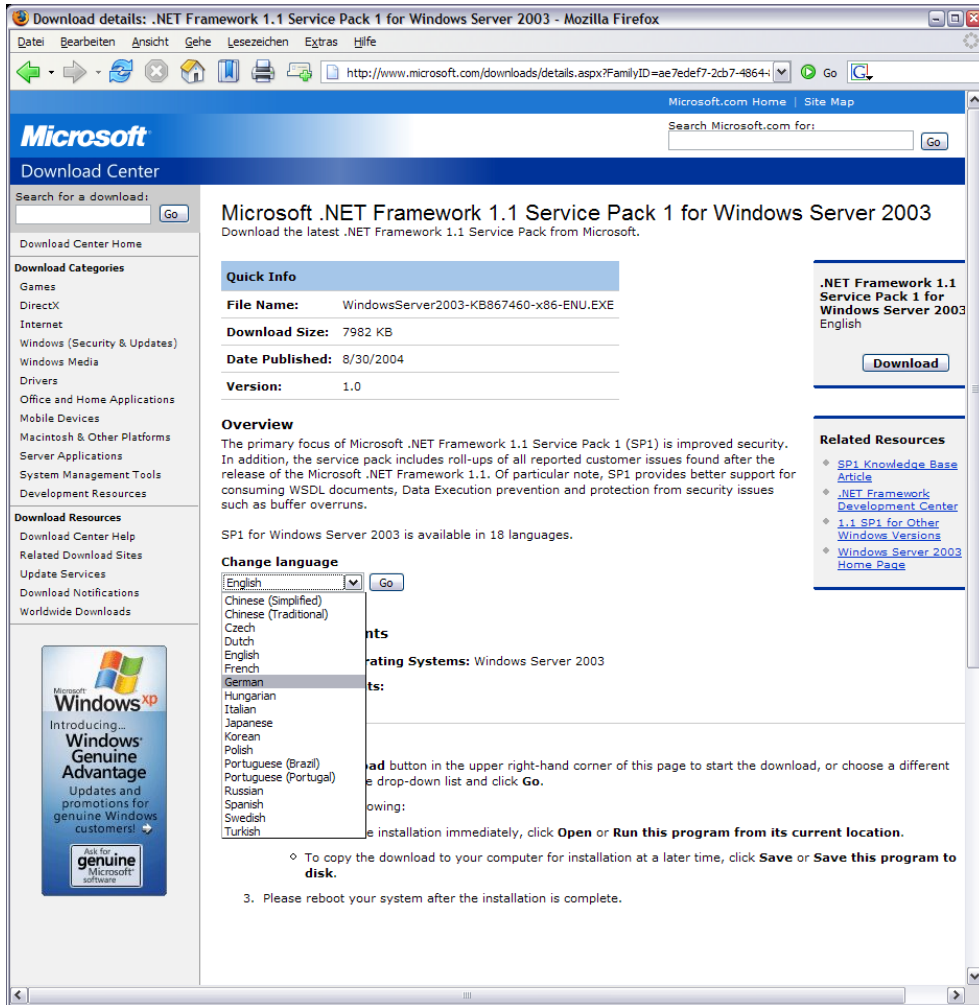 Download details: .NET Framework 1.1 Service Pack 1 for Windows Server 2003 - Mozilla Firefox
Datei Bearbeiten Ansicht Gehe Lesezeichen Extras Hilfe
http://www.microsoft.com/downloads/details.aspx?FamilyID=ae7edef7-2cb7-4864- Go G
Microsoft.com Home | Site Map
Microsoft
Search Microsoft.com for:
Go
Download Center
Search for a download:
Go
Download Center Home
Download Categories
Games
DirectX
Internet
Windows (Security & Updates)
Windows Media
Drivers
Office and Home Applications
Mobile Devices
Macintosh & Other Platforms
Server Applications
System Management Tools
Development Resources
Download Resources
Download Center Help
Related Download Sites
Update Services
Download Notifications
Worldwide Downloads
Microsoft
Windows xp
Introducing...
Windows
Genuine
Advantage
Updates and
promotions for
genuine Windows
customers!
Ask for
genuine
Microsoft
software
Microsoft .NET Framework 1.1 Service Pack 1 for Windows Server 2003
Download the latest .NET Framework 1.1 Service Pack from Microsoft.
Quick Info
File Name: WindowsServer2003-KB867460-x86-ENU.EXE
Download Size: 7982 KB
Date Published: 8/30/2004
Version: 1.0
Overview
The primary focus of Microsoft .NET Framework 1.1 Service Pack 1 (SP1) is improved security.
In addition, the service pack includes roll-ups of all reported customer issues found after the
release of the Microsoft .NET Framework 1.1. Of particular note, SP1 provides better support for
consuming WSDL documents, Data Execution prevention and protection from security issues
such as buffer overruns.
SP1 for Windows Server 2003 is available in 18 languages.
Change language
English Go
Chinese (Simplified)
Chinese (Traditional)
Czech
Dutch
English
French
German
Hungarian
Italian
Japanese
Korean
Polish
Portuguese (Brazil)
Portuguese (Portugal)
Russian
Spanish
Swedish
Turkish
nts
rating Systems: Windows Server 2003
ts:
ad button in the upper right-hand corner of this page to start the download, or choose a different
e drop-down list and click Go.
owing:
e installation immediately, click Open or Run this program from its current location.
To copy the download to your computer for installation at a later time, click Save or Save this program to
disk.
3. Please reboot your system after the installation is complete.
.NET Framework 1.1
Service Pack 1 for
Windows Server 2003
English
Download
Related Resources
SP1 Knowledge Base
Article
.NET Framework
Development Center
1.1 SP1 for Other
Windows Versions
Windows Server 2003
Home Page